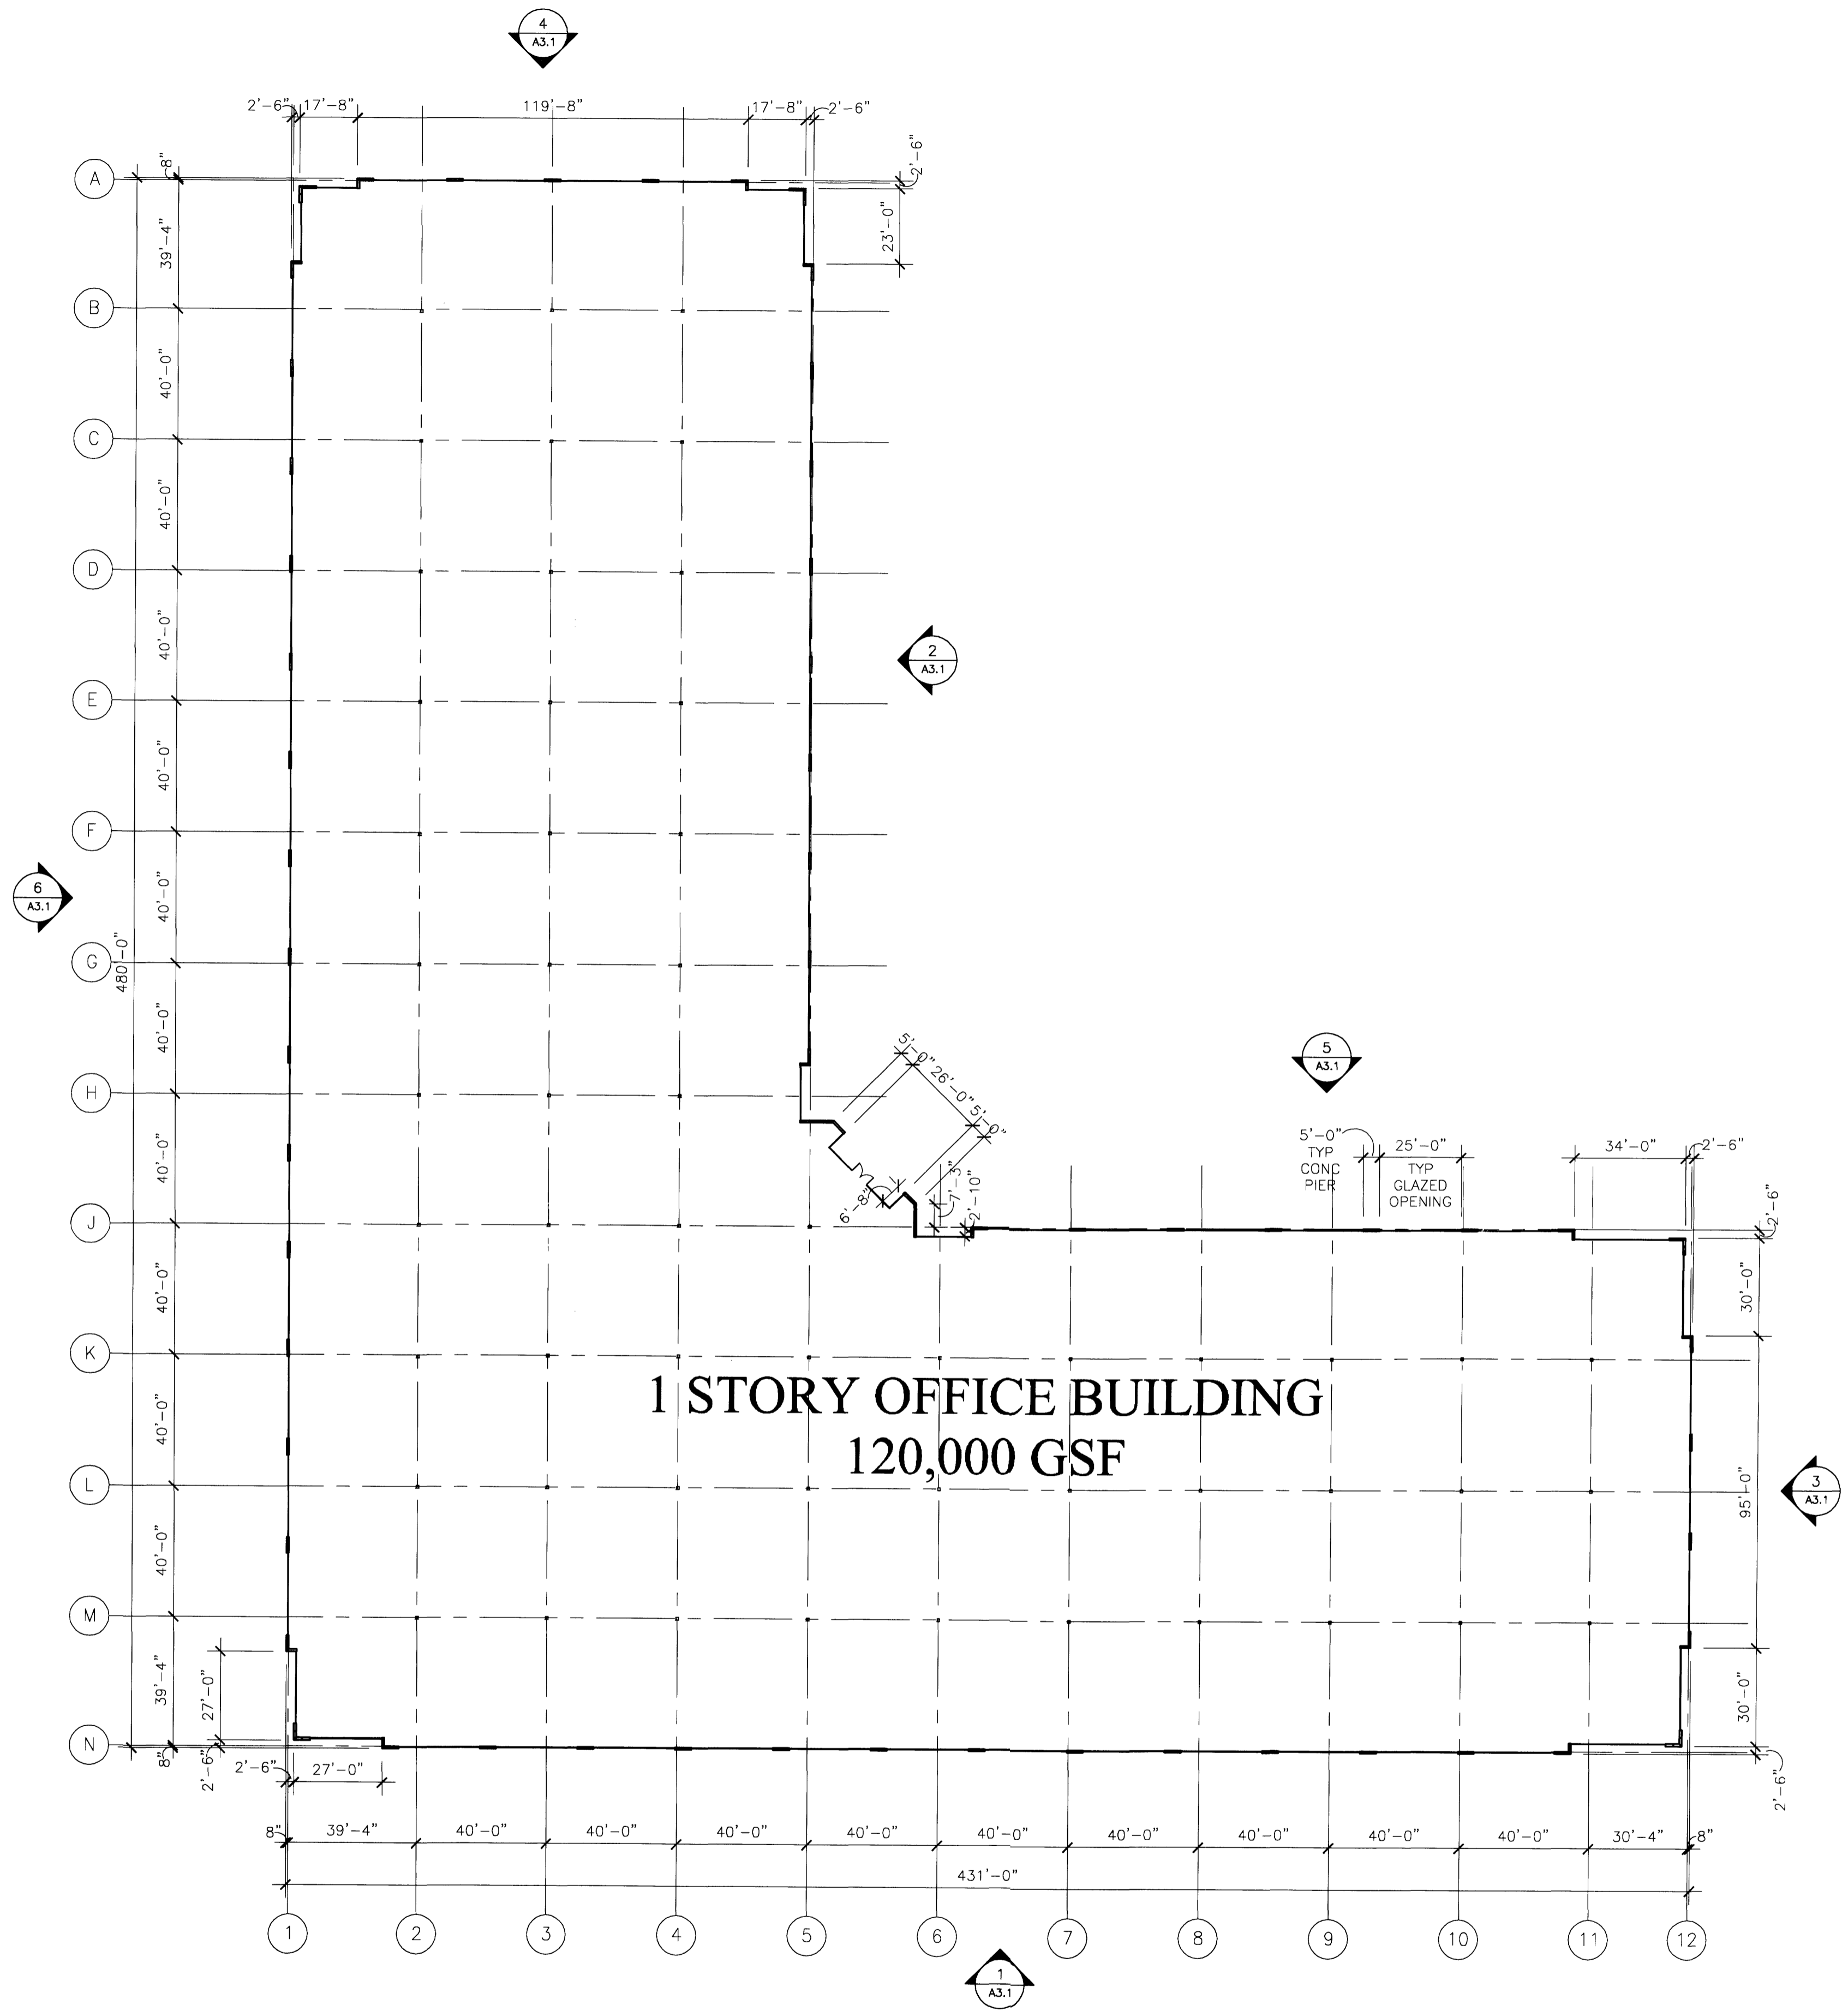 4
A3.1
2'-6" 17'-8" 119'-8" 17'-8" 2'-6"
A
8"
2'-6"
39'-4"
23'-0"
B
40'-0"
C
40'-0"
D
40'-0"
2
A3.1
E
40'-0"
F
6
A3.1
40'-0"
480'-0"
G
40'-0"
5'-0" 26'-0" 5'-0"
5
A3.1
H
40'-0"
5'-0"
TYP
CONC
PIER
25'-0"
TYP
GLAZED
OPENING
34'-0" 2'-6"
6'-8"
7'-3"
2'-10"
2'-6"
J
40'-0"
30'-0"
K
1 STORY OFFICE BUILDING
120,000 GSF
40'-0"
L
95'-0"
3
A3.1
40'-0"
M
39'-4"
27'-0"
30'-0"
N
8"
2'-6"
2'-6" 27'-0"
2'-6"
8" 39'-4" 40'-0" 40'-0" 40'-0" 40'-0" 40'-0" 40'-0" 40'-0" 40'-0" 40'-0" 30'-4" 8"
431'-0"
1 2 3 4 5 6 7 8 9 10 11 12
1
A3.1